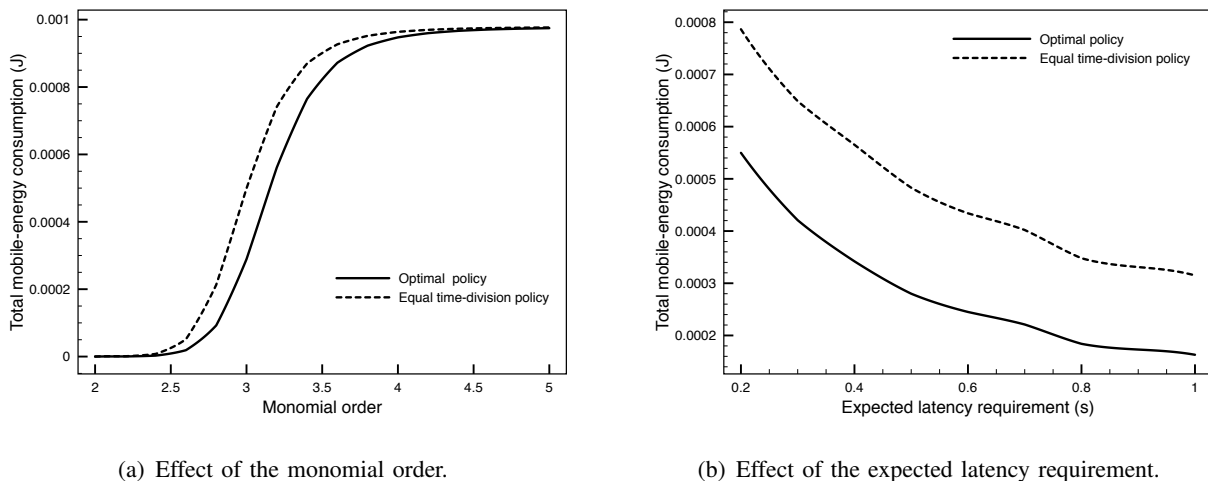 Total mobile-energy consumption (J)
0.001
0.0008
0.0006
0.0004
0.0002
0
Optimal policy
Equal time-division policy
2 2.5 3 3.5 4 4.5 5
Monomial order
(a) Effect of the monomial order.
Total mobile-energy consumption (J)
0.0008
0.0007
0.0006
0.0005
0.0004
0.0003
0.0002
Optimal policy
Equal time-division policy
0.2 0.4 0.6 0.8 1
Expected latency requirement (s)
(b) Effect of the expected latency requirement.